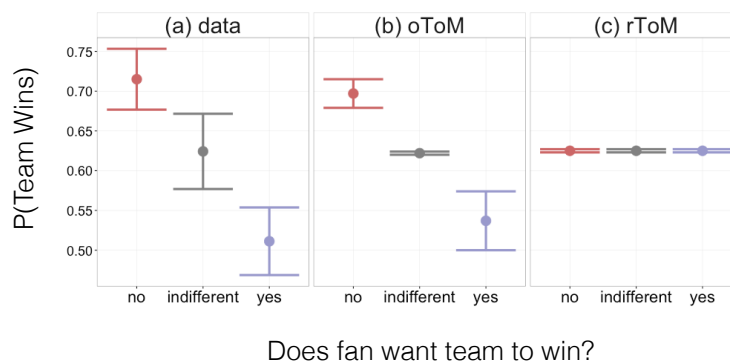 (a) data (b) oToM (c) rToM
P(Team Wins)
0.75
0.70
0.65
0.60
0.55
0.50
no indifferent yes no indifferent yes no indifferent yes
Does fan want team to win?